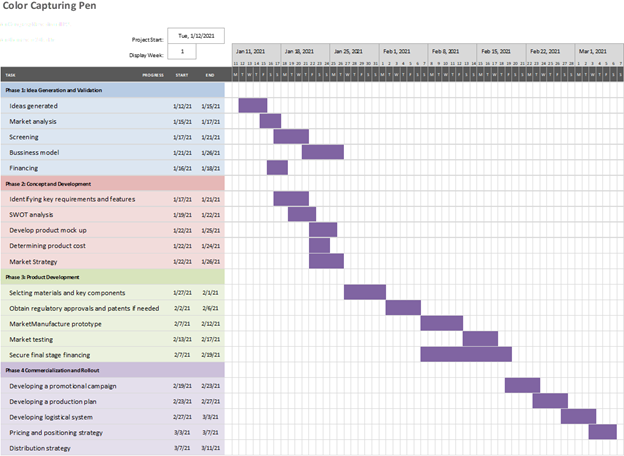 Color Capturing Pen
Project Start: Tue, 1/12/2021
Display Week: 1
Jan 11, 2021 Jan 18, 2021 Jan 25, 2021 Feb 1, 2021 Feb 8, 2021 Feb 15, 2021 Feb 22, 2021 Mar 1, 2021
11 12 13 14 15 16 17 18 19 20 21 22 23 24 25 26 27 28 29 30 31 1 2 3 4 5 6 7 8 9 10 11 12 13 14 15 16 17 18 19 20 21 22 23 24 25 26 27 28 1 2 3 4 5 6 7
TASK PROGRESS START END M T W T F S S M T W T F S S M T W T F S S M T W T F S S M T W T F S S M T W T F S S M T W T F S S M T W T F S S
Phase 1: Idea Generation and Validation
Ideas generated 1/12/21 1/15/21
Market analysis 1/15/21 1/17/21
Screening 1/17/21 1/21/21
Bussiness model 1/21/21 1/26/21
Financing 1/16/21 1/18/21
Phase 2: Concept and Development
Identifying key requirements and features 1/17/21 1/21/21
SWOT analysis 1/19/21 1/22/21
Develop product mock up 1/22/21 1/25/21
Determining product cost 1/22/21 1/24/21
Market Strategy 1/22/21 1/26/21
Phase 3: Product Development
Selcting materials and key components 1/27/21 2/1/21
Obtain regulatory approvals and patents if needed 2/2/21 2/6/21
MarketManufacture prototype 2/7/21 2/12/21
Market testing 2/13/21 2/17/21
Secure final stage financing 2/7/21 2/19/21
Phase 4 Commercialization and Rollout
Developing a promotional campaign 2/19/21 2/23/21
Developing a production plan 2/23/21 2/27/21
Developing logistical system 2/27/21 3/3/21
Pricing and positioning strategy 3/3/21 3/7/21
Distribution strategy 3/7/21 3/11/21